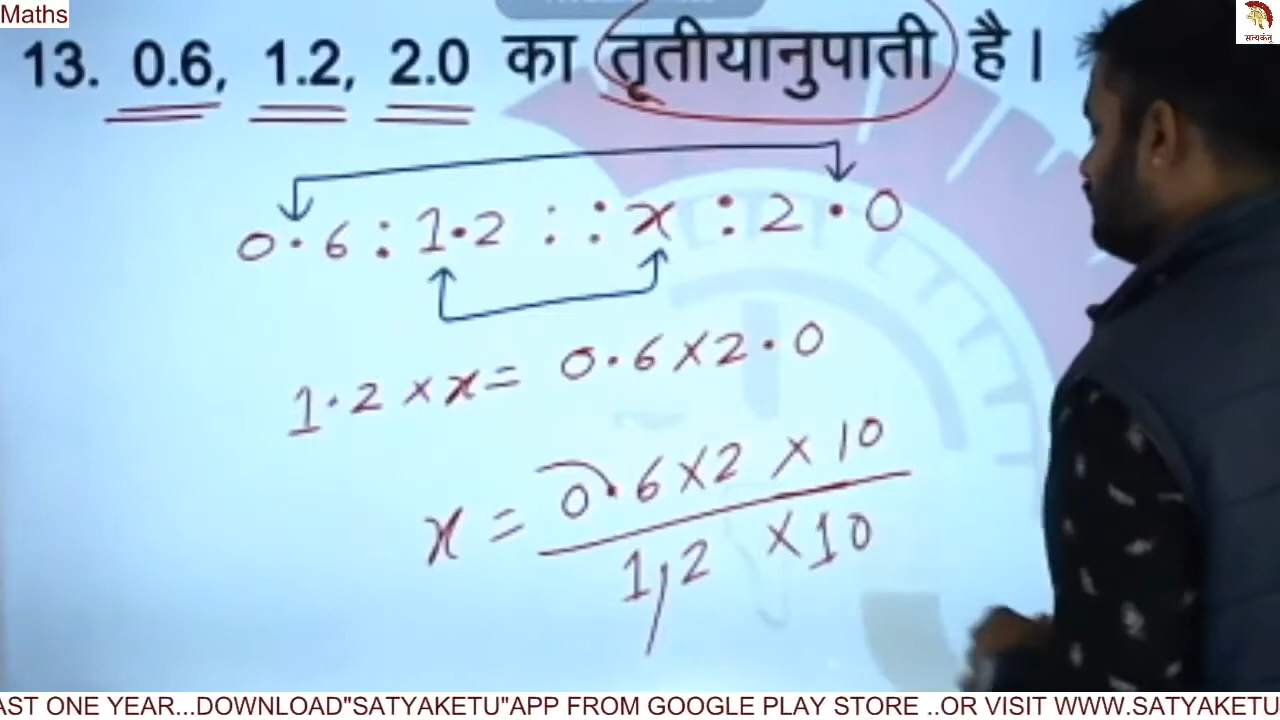 Maths
सत्यकेतु
13. 0.6, 1.2, 2.0 का तृतीयानुपाती है।
0.6 : 1.2 :: x : 2.0
1.2 × x = 0.6 × 2.0
x = 0.6 × 2 × 10
1.2 × 10
AST ONE YEAR...DOWNLOAD"SATYAKETU"APP FROM GOOGLE PLAY STORE ..OR VISIT WWW.SATYAKETU